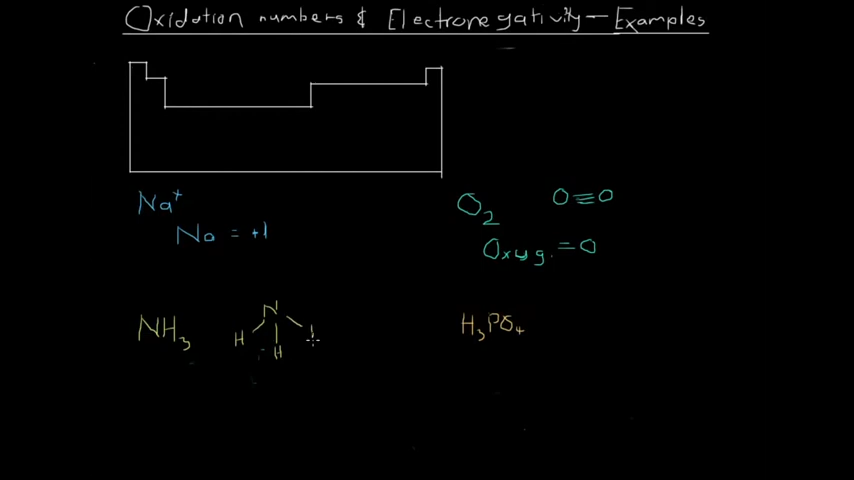 Oxidation numbers & Electronegativity — Examples
Na⁺
Na = +1
O₂
O≡O
Oxyg. = 0
NH₃
N
H
H
H₃PO₄